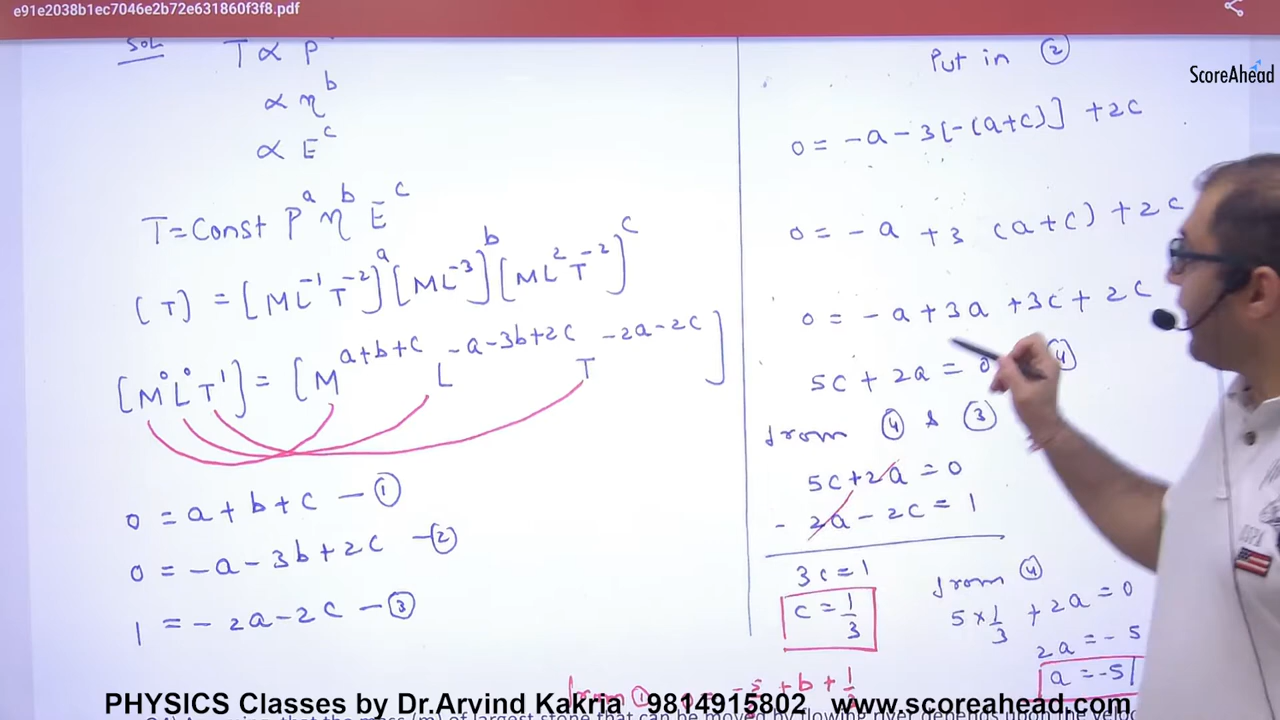 e91e2038b1ec7046e2b72e631860f3f8.pdf
ScoreAhead
Sol
T ∝ P
∝ η^b
∝ E^c
T = Const P^a η^b E^c
(T) = [ML^-1 T^-2]^a [ML^-3]^b [ML^2 T^-2]^c
[M^0 L^0 T^1] = [M^a+b+c L^-a-3b+2c T^-2a-2c]
0 = a + b + c — ①
0 = -a - 3b + 2c — ②
1 = - 2a - 2c — ③
Put in ②
0 = -a - 3[-(a+c)] + 2c
0 = - a + 3 (a+c) + 2c
0 = - a + 3a + 3c + 2c
5c + 2a = 0 ④
from ④ & ③
5c + 2a = 0
- 2a - 2c = 1
3c = 1
c = 1/3
from ④
5 × 1/3 + 2a = 0
2a = - 5
a = -5/
from ①
+ b + 1/
PHYSICS Classes by Dr.Arvind Kakria 9814915802 www.scoreahead.com